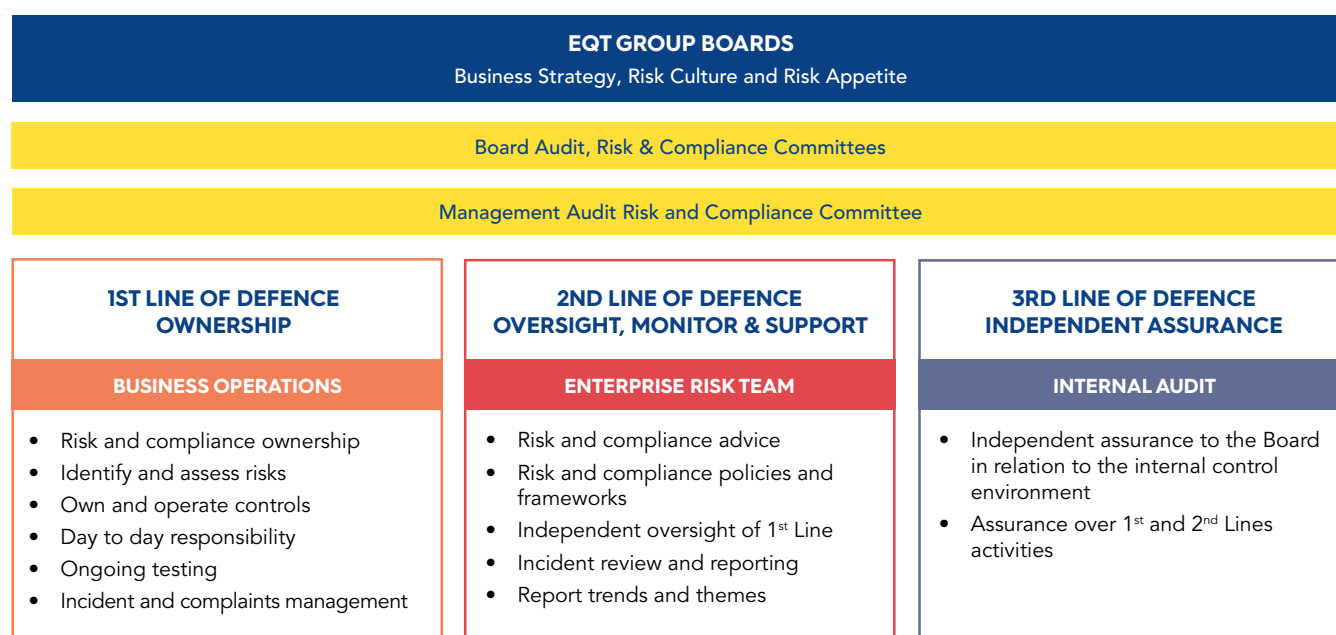 EQT GROUP BOARDS
Business Strategy, Risk Culture and Risk Appetite
Board Audit, Risk & Compliance Committees
Management Audit Risk and Compliance Committee
1ST LINE OF DEFENCE
OWNERSHIP
BUSINESS OPERATIONS
• Risk and compliance ownership
• Identify and assess risks
• Own and operate controls
• Day to day responsibility
• Ongoing testing
• Incident and complaints management
2ND LINE OF DEFENCE
OVERSIGHT, MONITOR & SUPPORT
ENTERPRISE RISK TEAM
• Risk and compliance advice
• Risk and compliance policies and
frameworks
• Independent oversight of 1st Line
• Incident review and reporting
• Report trends and themes
3RD LINE OF DEFENCE
INDEPENDENT ASSURANCE
INTERNAL AUDIT
• Independent assurance to the Board
in relation to the internal control
environment
• Assurance over 1st and 2nd Lines
activities